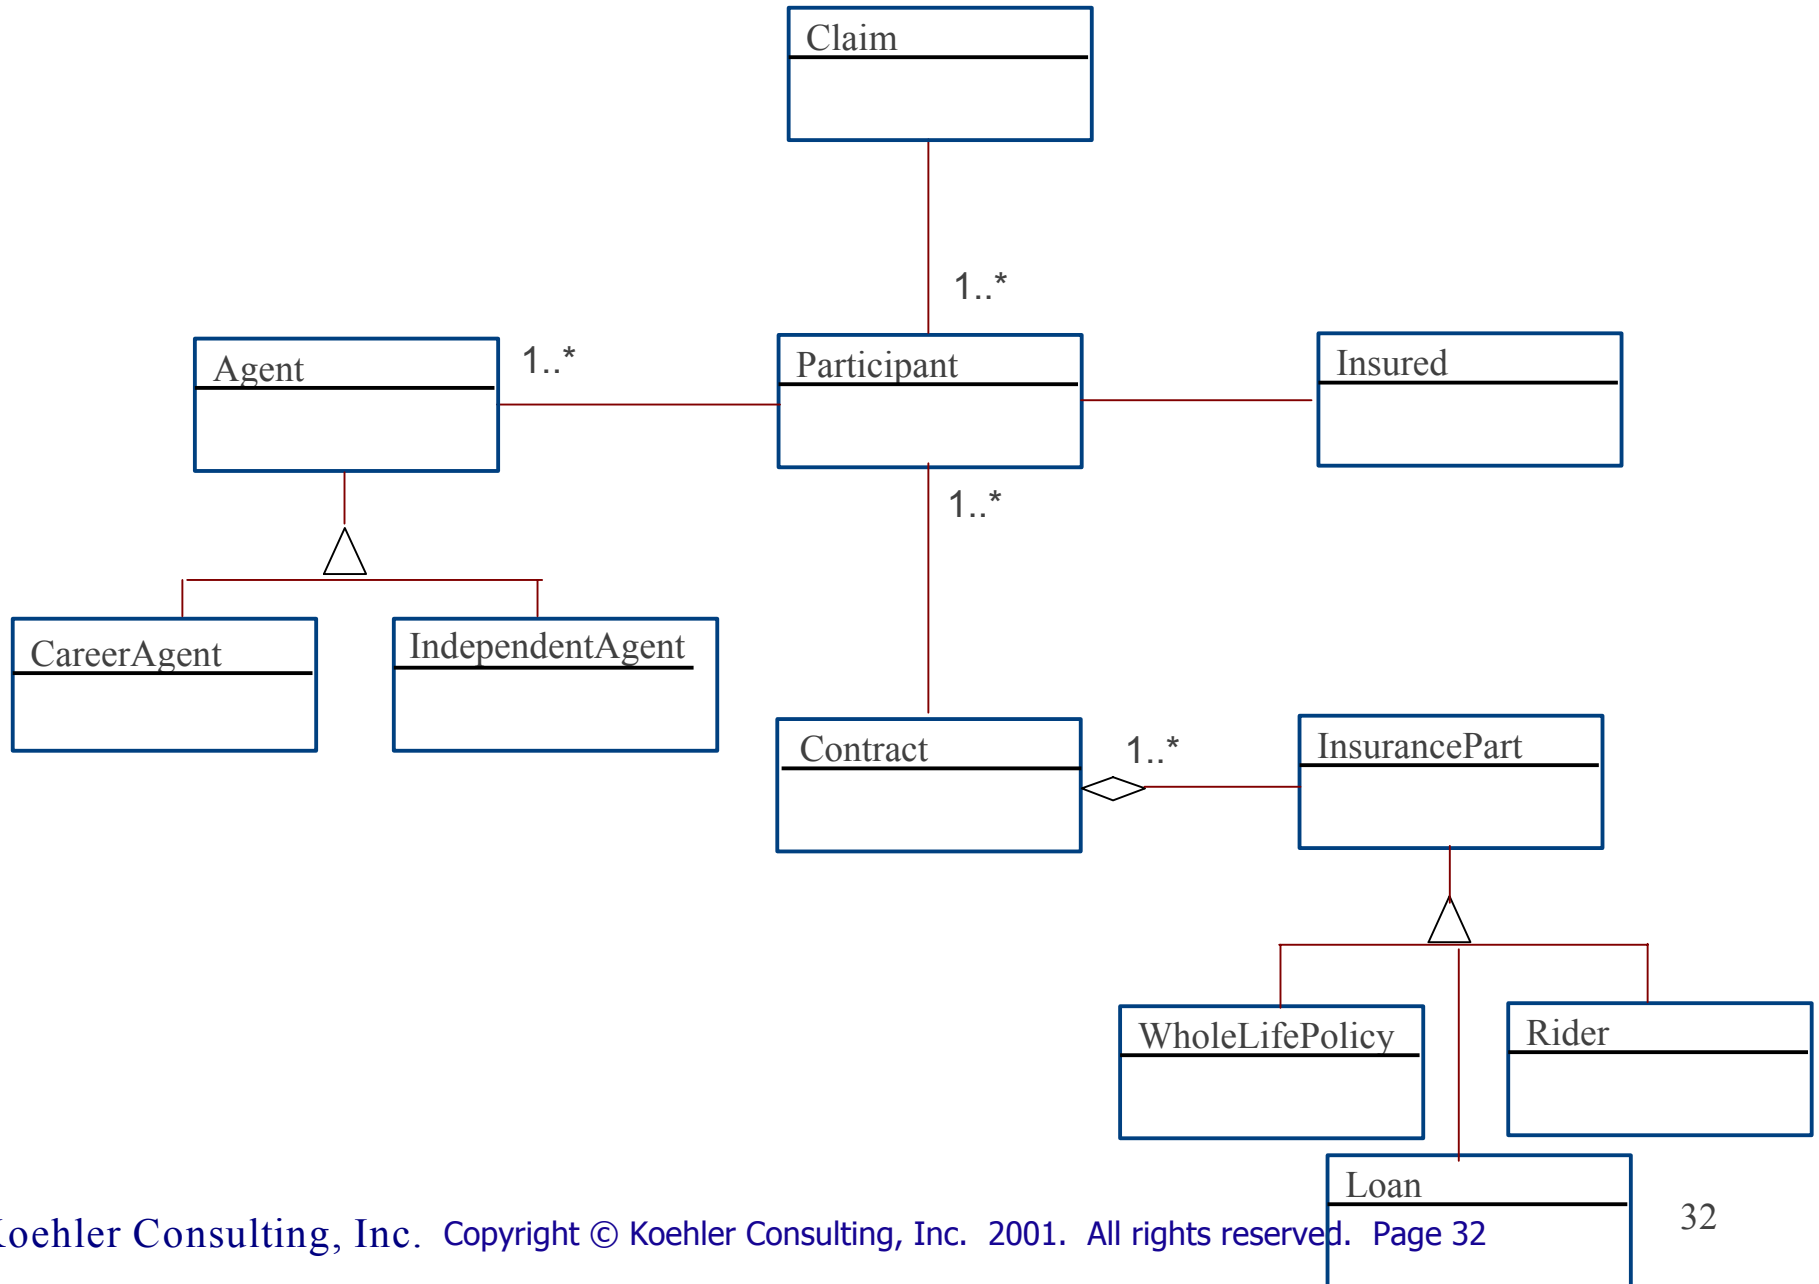 Claim
1..*
Agent
1..*
Participant
Insured
1..*
CareerAgent
IndependentAgent
Contract
1..*
InsurancePart
WholeLifePolicy
Rider
Loan
oehler Consulting, Inc. Copyright © Koehler Consulting, Inc. 2001. All rights reserved. Page 32
32